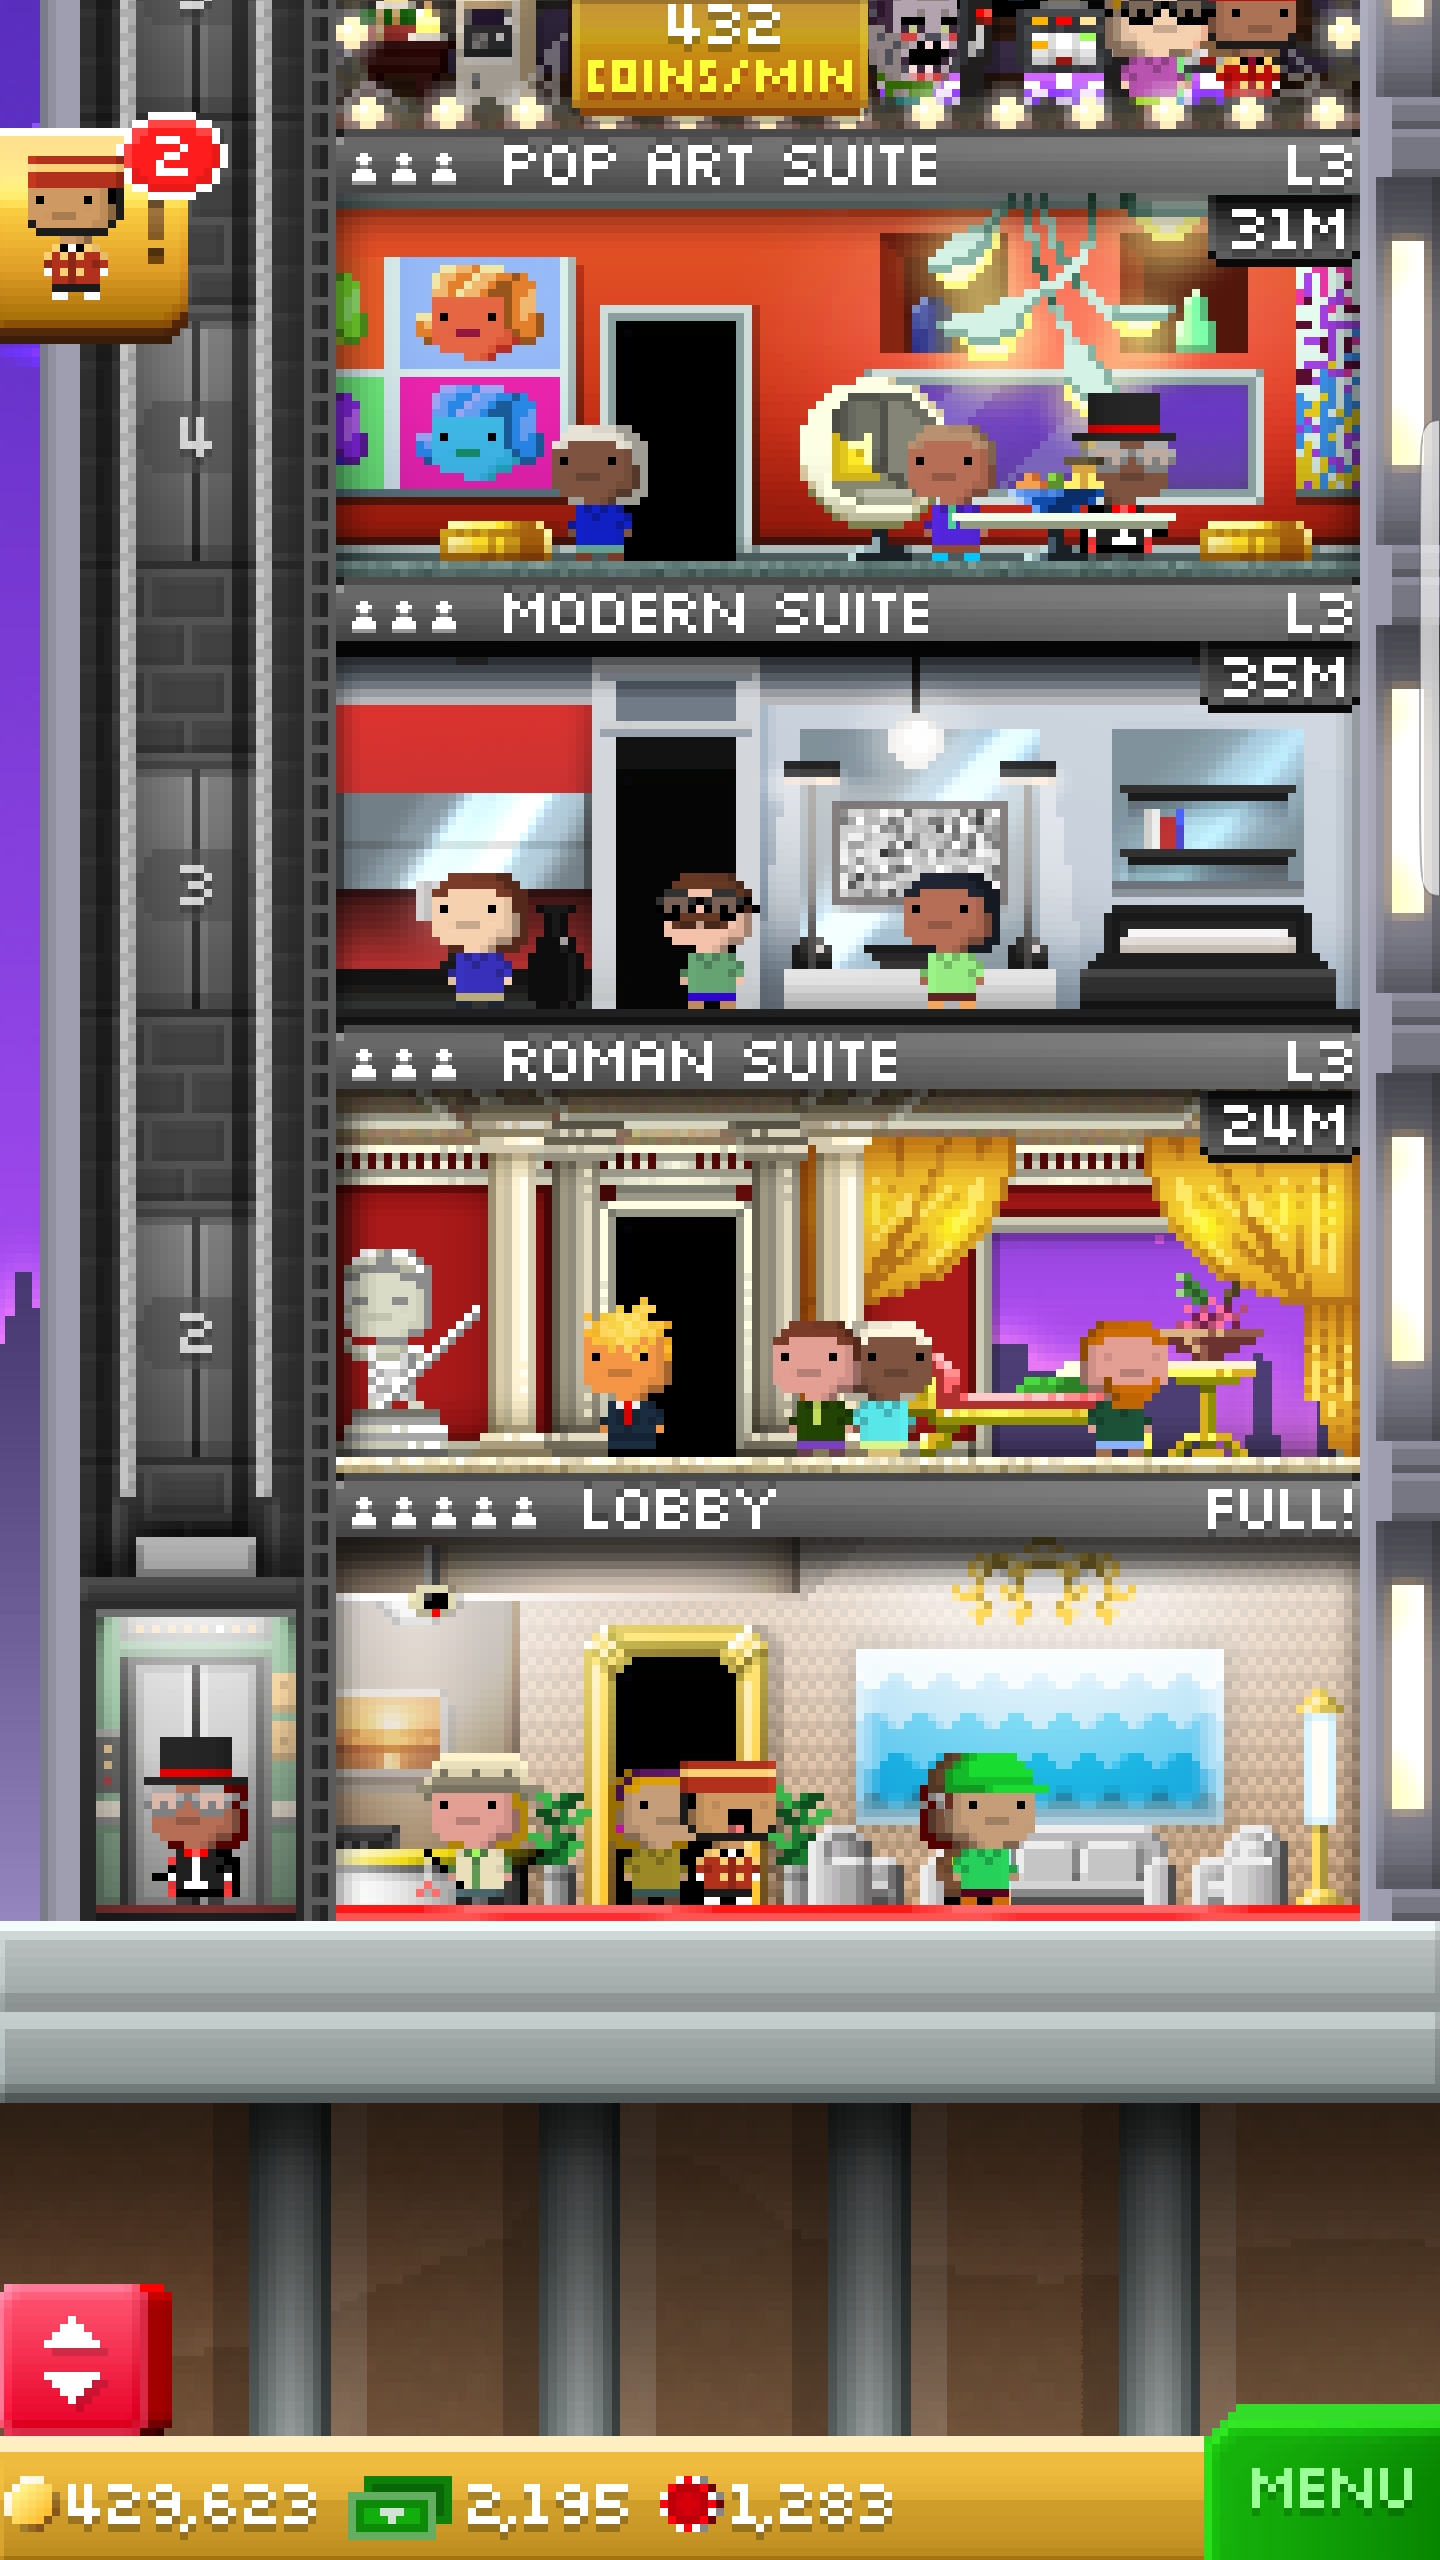 432
COINS/MIN
2
!
POP ART SUITE L3
31M
4
MODERN SUITE L3
35M
3
ROMAN SUITE L3
24M
2
LOBBY FULL!
429,623 2,195 1,283
MENU